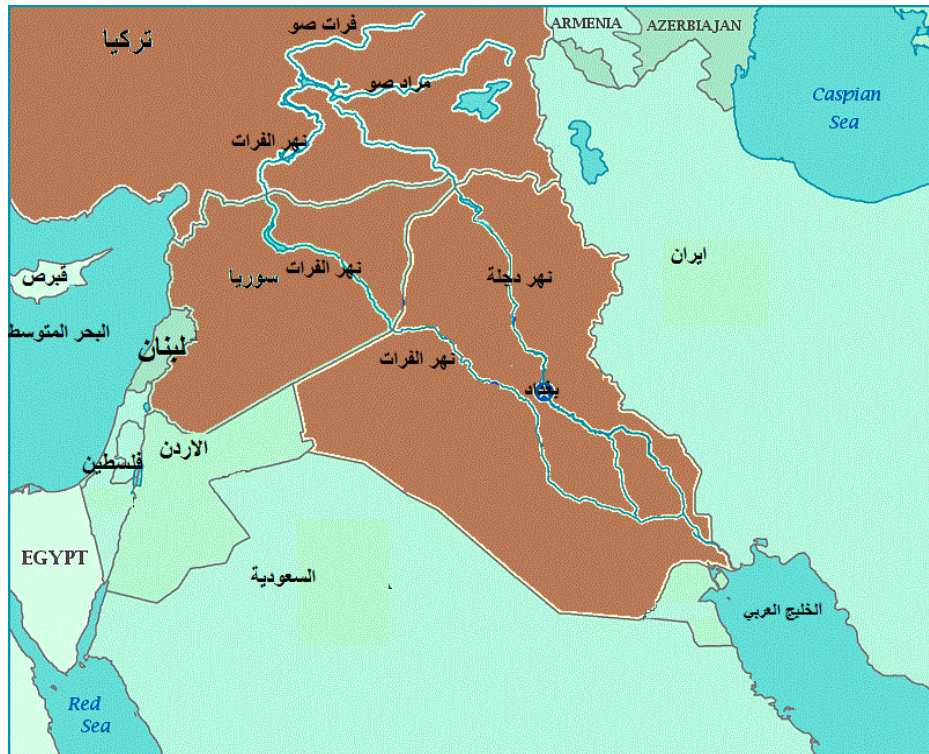 فرات صو
ARMENIA
AZERBIAJAN
تركيا
مراد صو
Caspian
Sea
نهر الفرات
ايران
قبرص
سوريا
نهر الفرات
نهر دجلة
البحر المتوسط
لبنان
نهر الفرات
بغداد
الاردن
فلسطين
EGYPT
السعودية
الخليج العربي
Red
Sea